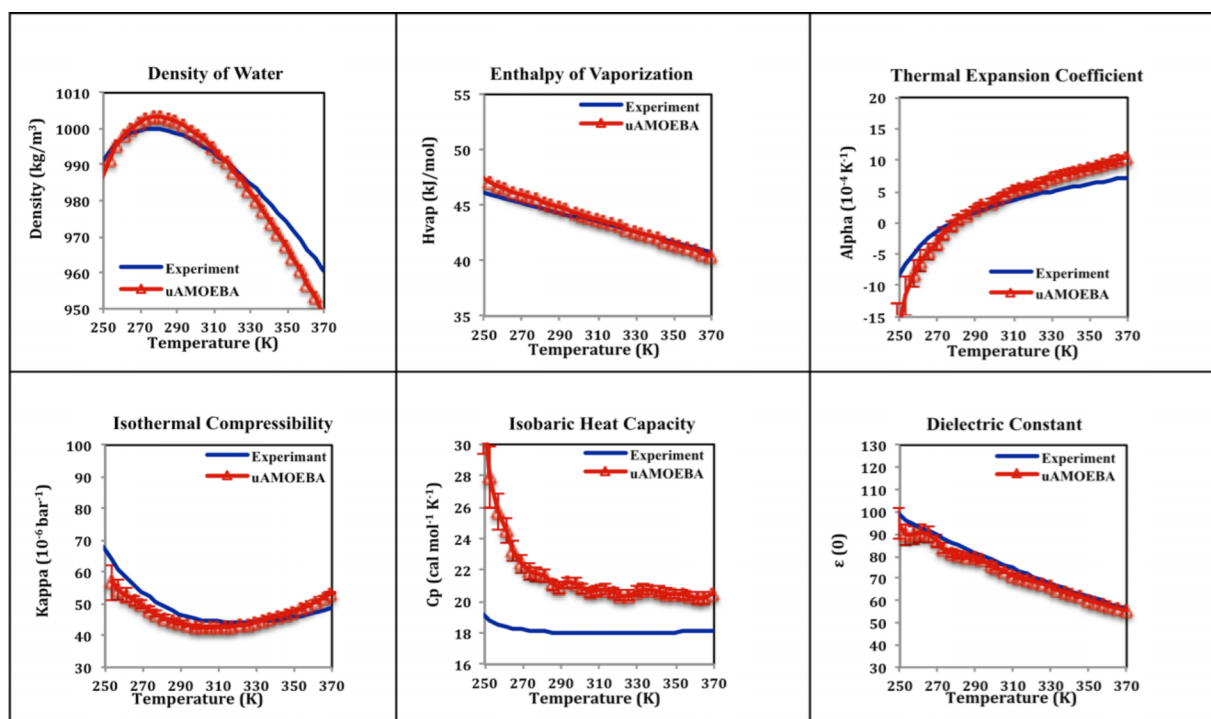 Density of Water
Density (kg/m³)
1010
1000
990
980
970
960
950
Experiment
uAMOEBA
250 270 290 310 330 350 370
Temperature (K)
Enthalpy of Vaporization
Hvap (kJ/mol)
55
50
45
40
35
Experiment
uAMOEBA
250 270 290 310 330 350 370
Temperature (K)
Thermal Expansion Coefficient
Alpha (10⁻⁴ K⁻¹)
20
15
10
5
0
-5
-10
-15
Experiment
uAMOEBA
250 270 290 310 330 350 370
Temperature (K)
Isothermal Compressibility
Kappa (10⁻⁶ bar⁻¹)
100
90
80
70
60
50
40
30
Experimant
uAMOEBA
250 270 290 310 330 350 370
Temperature (K)
Isobaric Heat Capacity
Cp (cal mol⁻¹ K⁻¹)
30
28
26
24
22
20
18
16
Experiment
uAMOEBA
250 270 290 310 330 350 370
Temperature (K)
Dielectric Constant
ε (0)
130
120
110
100
90
80
70
60
50
40
30
Experiment
uAMOEBA
250 270 290 310 330 350 370
Temperature (K)